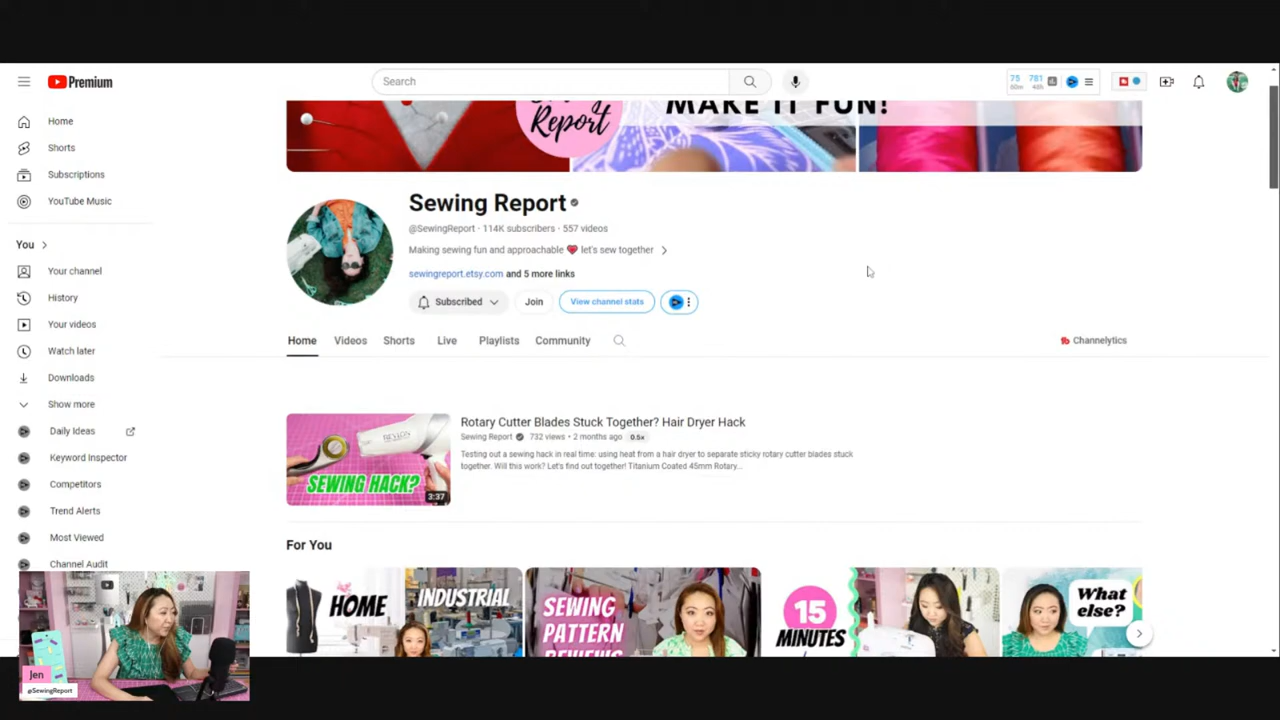 Premium
Search
75 781
60m 48h
Report
MAKE IT FUN!
Home
Shorts
Subscriptions
YouTube Music
You
Your channel
History
Your videos
Watch later
Downloads
Show more
Daily Ideas
Keyword Inspector
Competitors
Trend Alerts
Most Viewed
Channel Audit
Sewing Report
@SewingReport · 114K subscribers · 557 videos
Making sewing fun and approachable 💗 let's sew together
sewingreport.etsy.com and 5 more links
Subscribed Join View channel stats
Home Videos Shorts Live Playlists Community
Channelytics
Rotary Cutter Blades Stuck Together? Hair Dryer Hack
Sewing Report 732 views • 2 months ago 0.5x
Testing out a sewing hack in real time: using heat from a hair dryer to separate sticky rotary cutter blades stuck
together. Will this work? Let's find out together! Titanium Coated 45mm Rotary...
REVLON
SEWING HACK?
3:37
For You
HOME INDUSTRIAL
SEWING
PATTERN
REVIEWS
15
MINUTES
What
else?
Jen
@SewingReport